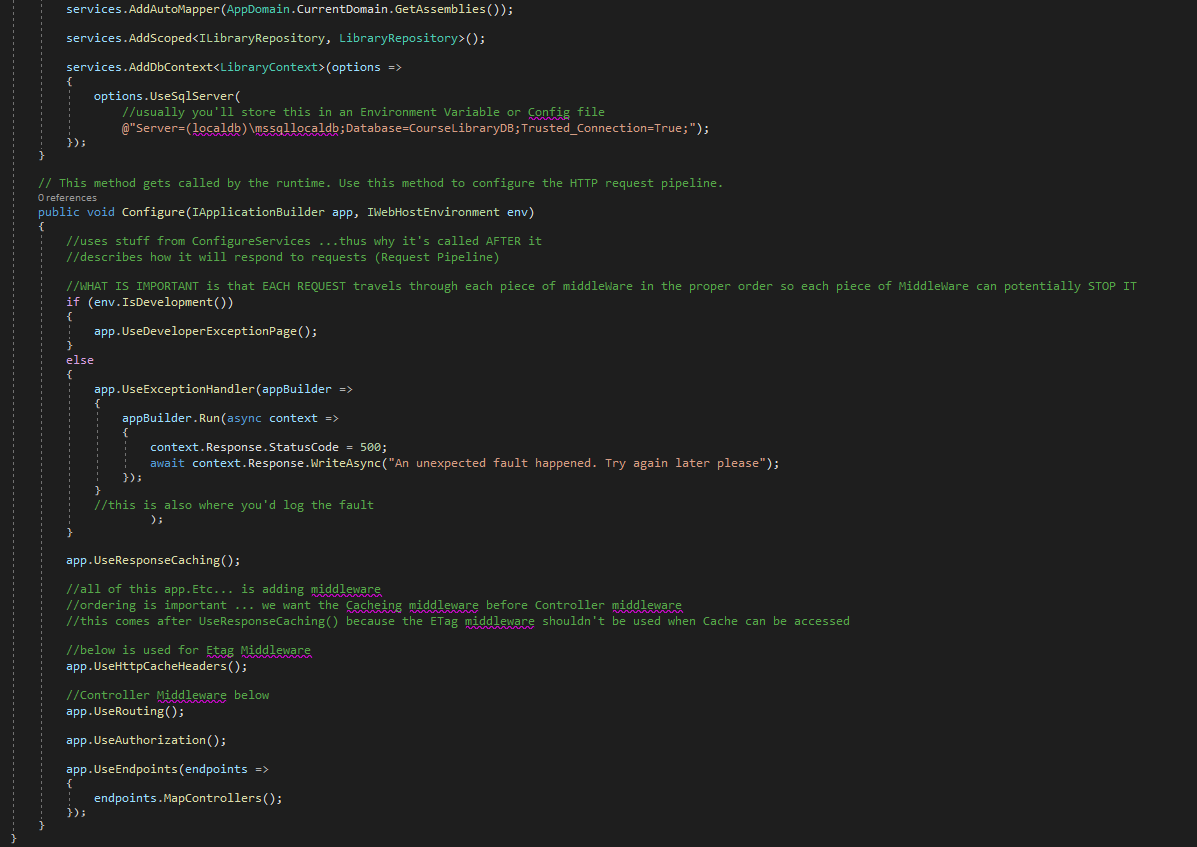 services.AddAutoMapper(AppDomain.CurrentDomain.GetAssemblies());
services.AddScoped<ILibraryRepository, LibraryRepository>();
services.AddDbContext<LibraryContext>(options =>
{
options.UseSqlServer(
//usually you'll store this in an Environment Variable or Config file
@"Server=(localdb)\mssqllocaldb;Database=CourseLibraryDB;Trusted_Connection=True;");
});
}
// This method gets called by the runtime. Use this method to configure the HTTP request pipeline.
0 references
public void Configure(IApplicationBuilder app, IWebHostEnvironment env)
{
//uses stuff from ConfigureServices ...thus why it's called AFTER it
//describes how it will respond to requests (Request Pipeline)
//WHAT IS IMPORTANT is that EACH REQUEST travels through each piece of middleWare in the proper order so each piece of MiddleWare can potentially STOP IT
if (env.IsDevelopment())
{
app.UseDeveloperExceptionPage();
}
else
{
app.UseExceptionHandler(appBuilder =>
{
appBuilder.Run(async context =>
{
context.Response.StatusCode = 500;
await context.Response.WriteAsync("An unexpected fault happened. Try again later please");
});
}
//this is also where you'd log the fault
);
}
app.UseResponseCaching();
//all of this app.Etc... is adding middleware
//ordering is important ... we want the Cacheing middleware before Controller middleware
//this comes after UseResponseCaching() because the ETag middleware shouldn't be used when Cache can be accessed
//below is used for Etag Middleware
app.UseHttpCacheHeaders();
//Controller Middleware below
app.UseRouting();
app.UseAuthorization();
app.UseEndpoints(endpoints =>
{
endpoints.MapControllers();
});
}
}